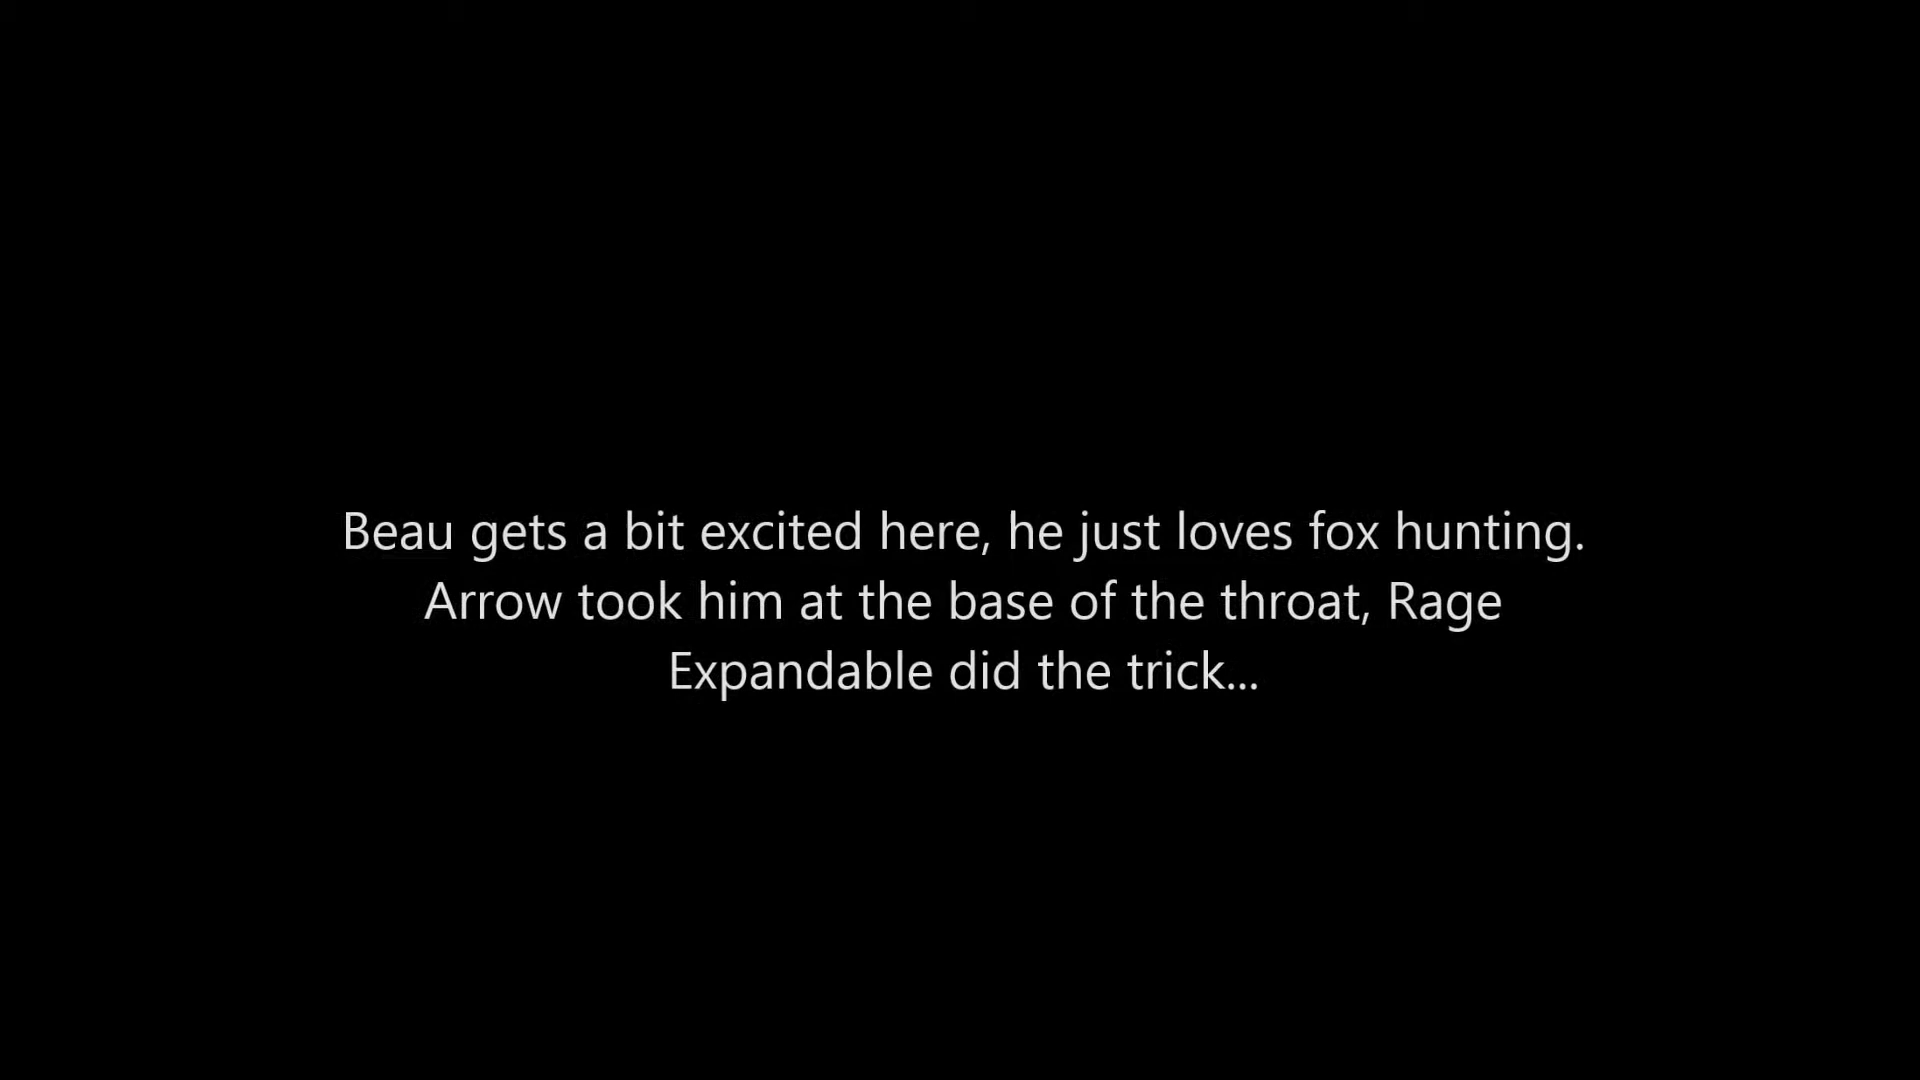 Beau gets a bit excited here, he just loves fox hunting.
Arrow took him at the base of the throat, Rage
Expandable did the trick...